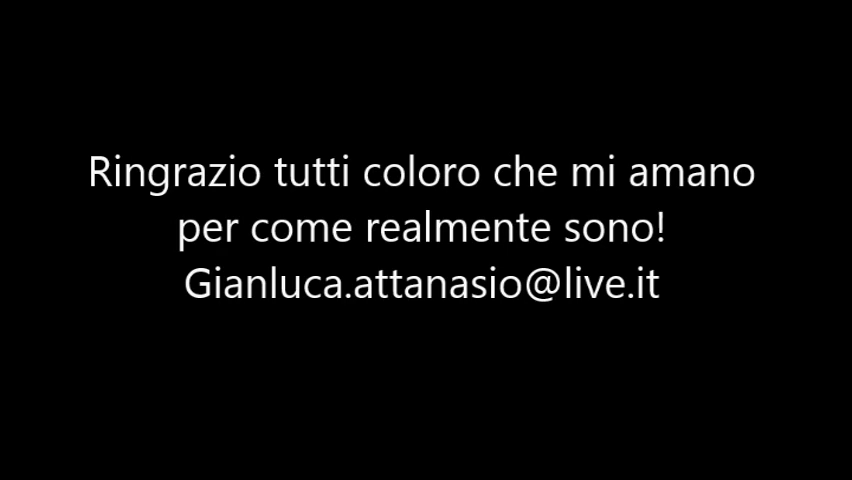 Ringrazio tutti coloro che mi amano
per come realmente sono!
Gianluca.attanasio@live.it